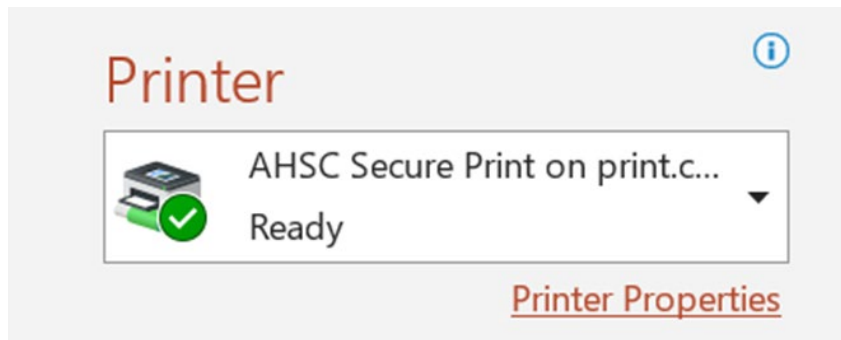 Printer
AHSC Secure Print on print.c...
Ready
Printer Properties